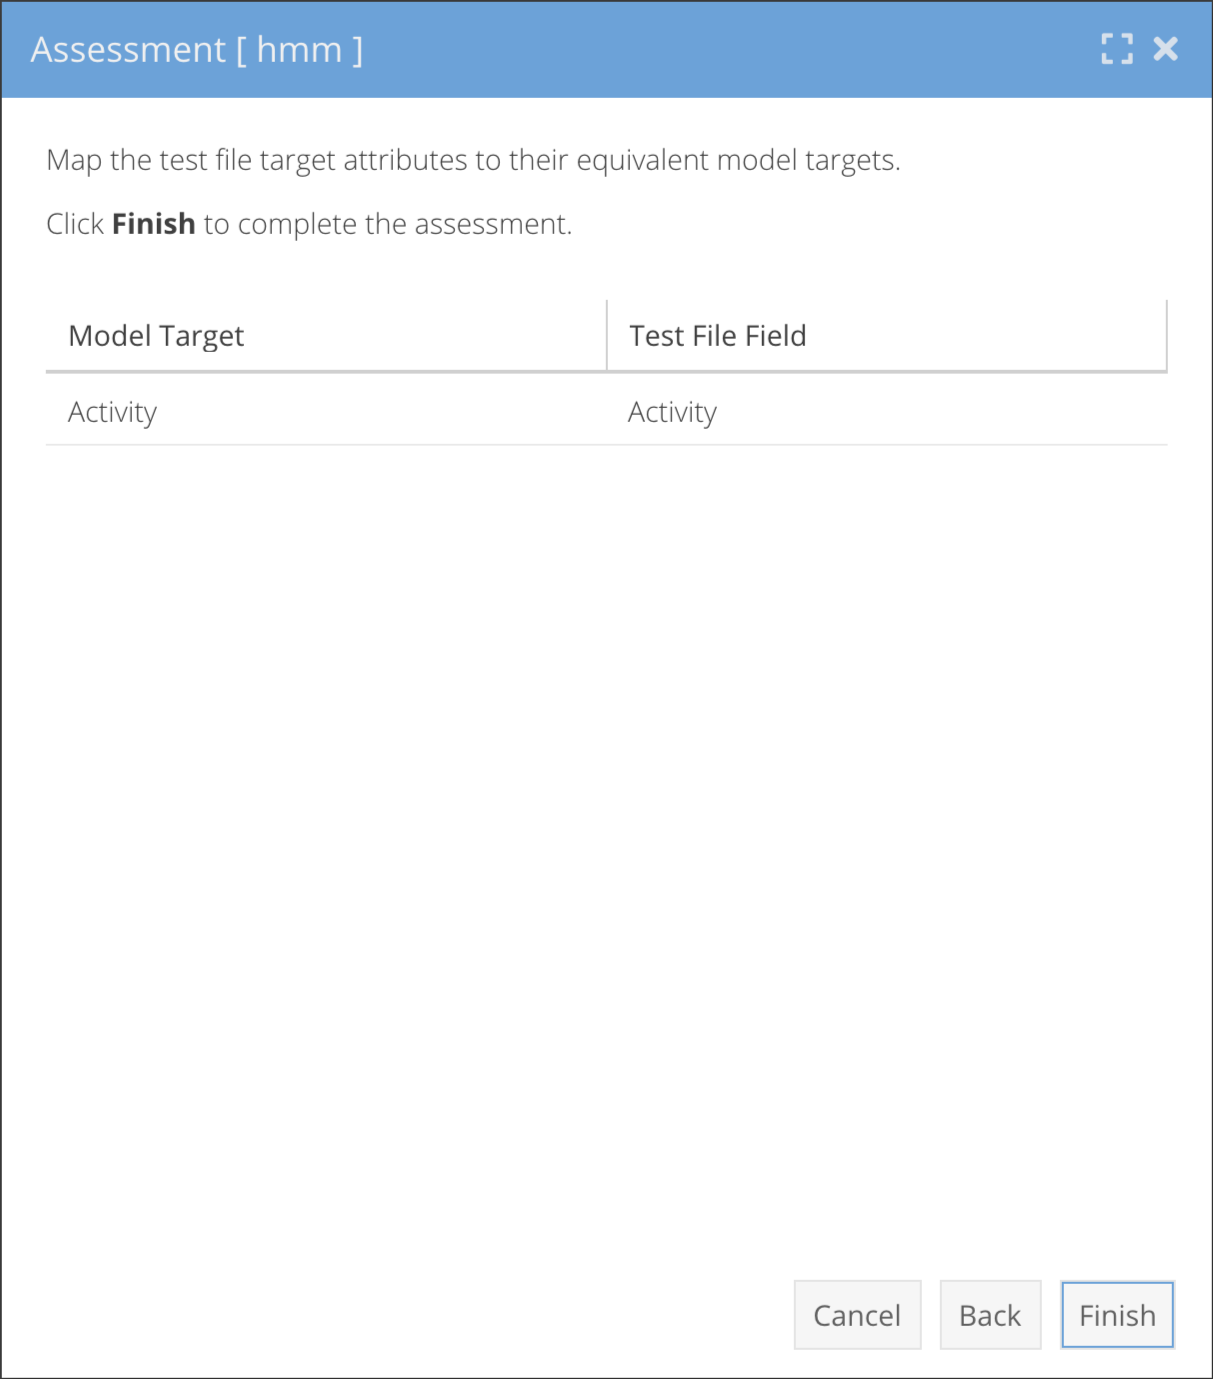 Assessment [ hmm ]
Map the test file target attributes to their equivalent model targets.
Click Finish to complete the assessment.
Model Target Test File Field
Activity Activity
Cancel Back Finish